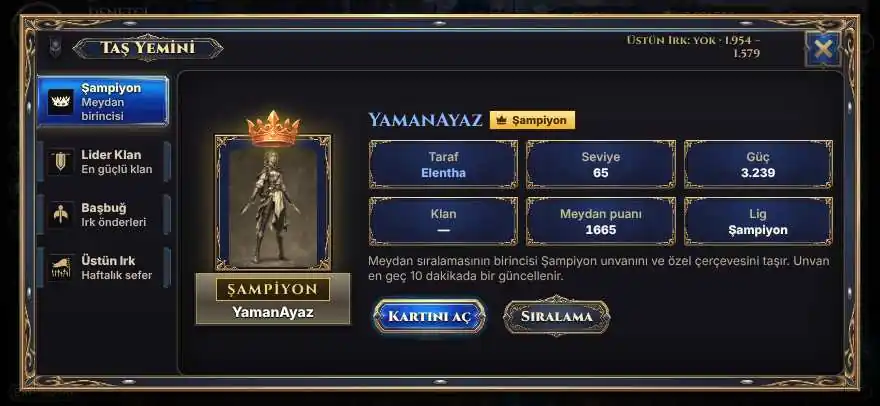 TAŞ YEMİNİ
ÜSTÜN IRK: YOK · 1.954 –
1.579
Şampiyon
Meydan
birincisi
Lider Klan
En güçlü klan
Başbuğ
Irk önderleri
Üstün Irk
Haftalık sefer
ŞAMPİYON
YamanAyaz
YAMANAYAZ
Şampiyon
Taraf
Elentha
Seviye
65
Güç
3.239
Klan
—
Meydan puanı
1665
Lig
Şampiyon
Meydan sıralamasının birincisi Şampiyon unvanını ve özel çerçevesini taşır. Unvan
en geç 10 dakikada bir güncellenir.
KARTINI AÇ
SIRALAMA